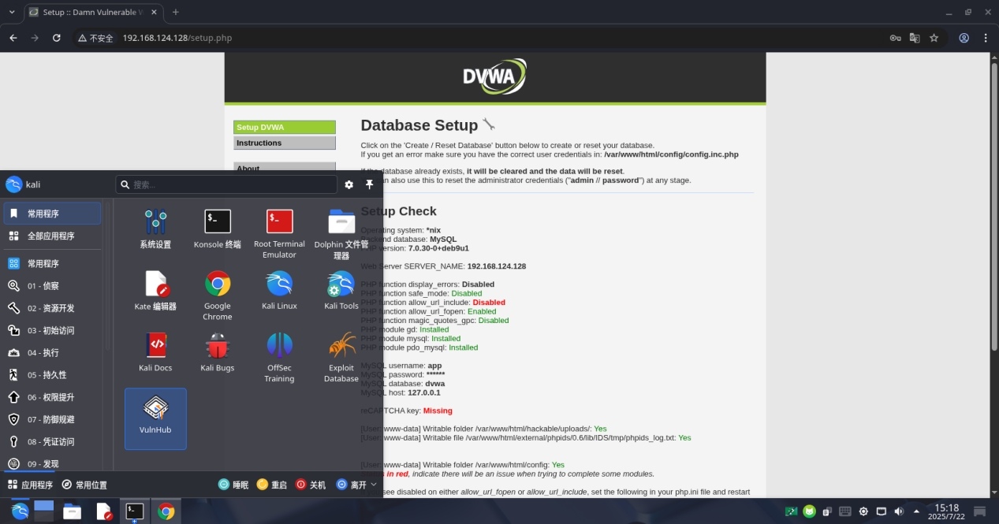 Setup :: Damn Vulnerable
不安全 192.168.124.128/setup.php
DVWA
Setup DVWA
Instructions
About
Database Setup
Click on the 'Create / Reset Database' button below to create or reset your database.
If you get an error make sure you have the correct user credentials in: /var/www/html/config/config.inc.php
database already exists, it will be cleared and the data will be reset.
can also use this to reset the administrator credentials ("admin // password") at any stage.
Setup Check
Operating system: *nix
Backend database: MySQL
PHP version: 7.0.30-0+deb9u1
Web Server SERVER_NAME: 192.168.124.128
PHP function display_errors: Disabled
PHP function safe_mode: Disabled
PHP function allow_url_include: Disabled
PHP function allow_url_fopen: Enabled
PHP function magic_quotes_gpc: Disabled
PHP module gd: Installed
PHP module mysql: Installed
PHP module pdo_mysql: Installed
MySQL username: app
MySQL password: ******
MySQL database: dvwa
MySQL host: 127.0.0.1
reCAPTCHA key: Missing
[User: www-data] Writable folder /var/www/html/hackable/uploads/: Yes
[User: www-data] Writable file /var/www/html/external/phpids/0.6/lib/IDS/tmp/phpids_log.txt: Yes
[User: www-data] Writable folder /var/www/html/config: Yes
in red, indicate there will be an issue when trying to complete some modules.
see disabled on either allow_url_fopen or allow_url_include, set the following in your php.ini file and restart
kali
搜索...
常用程序
全部应用程序
常用程序
01 - 侦察
02 - 资源开发
03 - 初始访问
04 - 执行
05 - 持久性
06 - 权限提升
07 - 防御规避
08 - 凭证访问
09 - 发现
系统设置
Konsole 终端
Root Terminal
Emulator
Dolphin 文件管
理器
Kate 编辑器
Google
Chrome
Kali Linux
Kali Tools
Kali Docs
Kali Bugs
OffSec
Training
Exploit
Database
VulnHub
应用程序
常用位置
睡眠
重启
关机
离开
15:18
2025/7/22